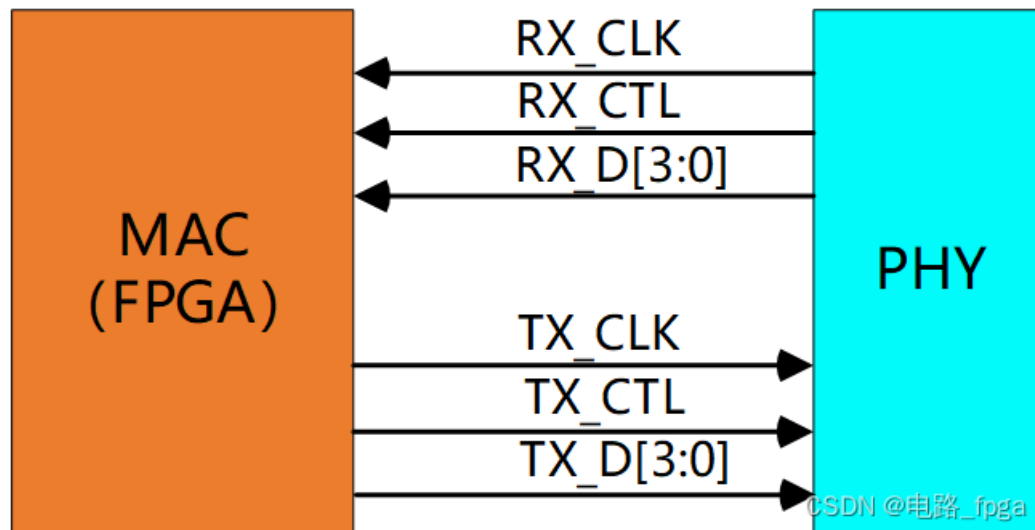 RX_CLK
RX_CTL
RX_D[3:0]
MAC
(FPGA)
PHY
TX_CLK
TX_CTL
TX_D[3:0]
CSDN @电路_fpga